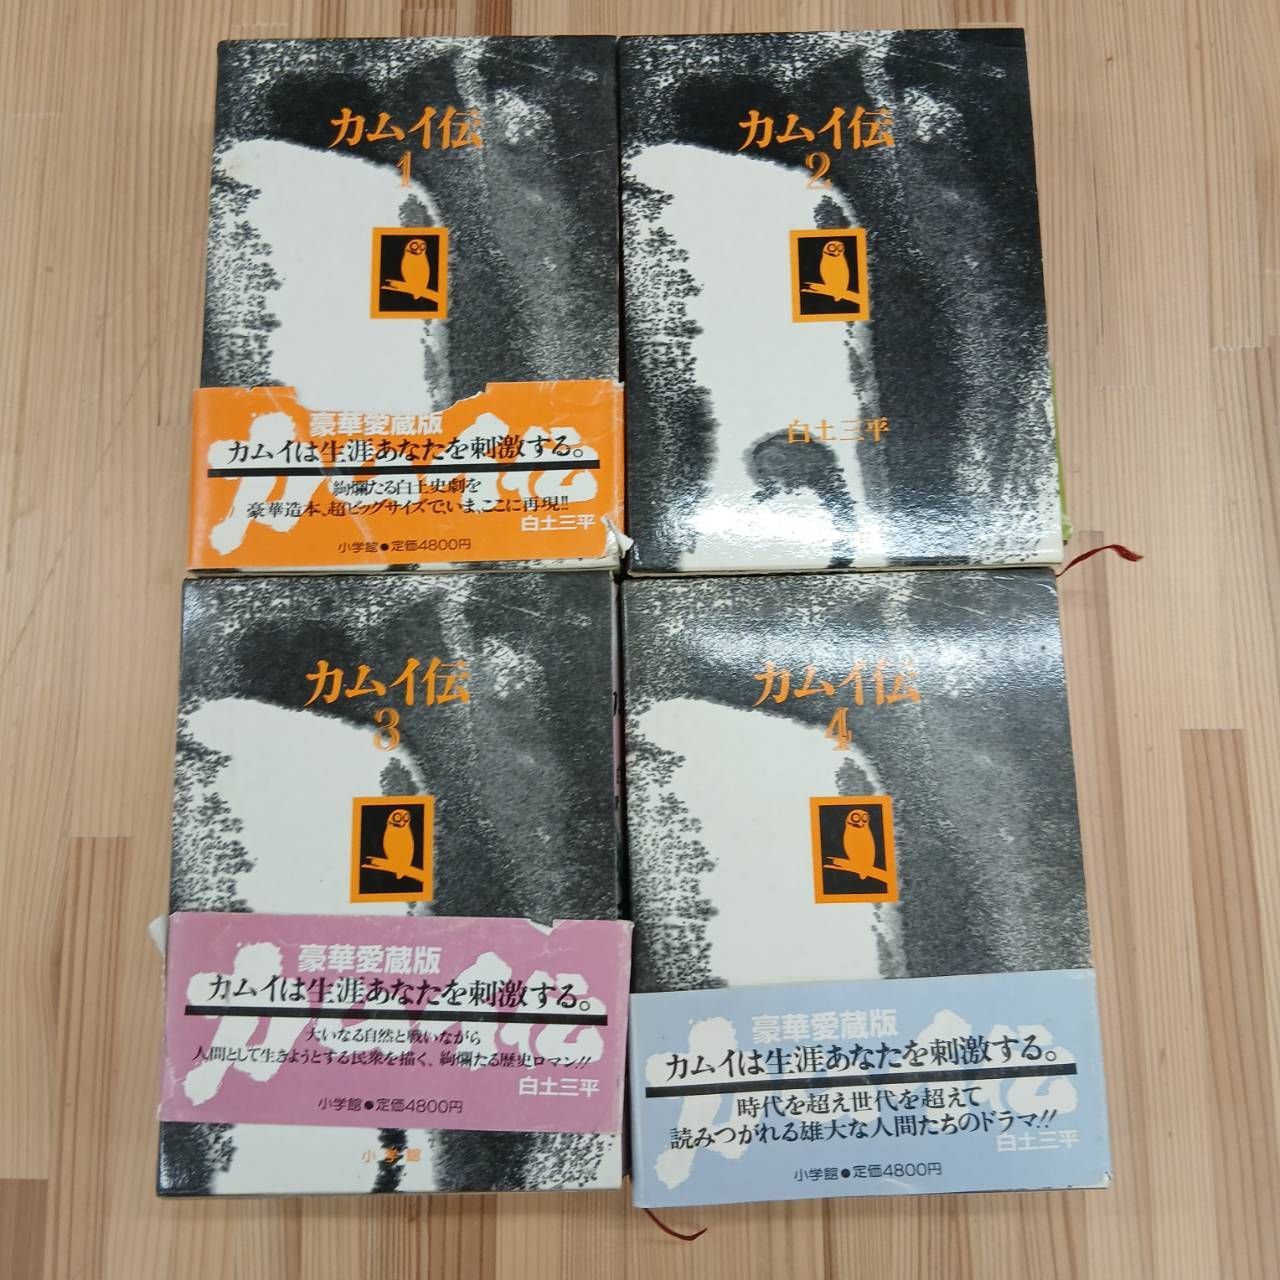 カムイ伝
1
豪華愛蔵版
カムイは生涯あなたを刺激する。
絢爛たる白土史劇を
豪華造本、超ビッグサイズで、いま、ここに再現!!
白土三平
小学館●定価4800円
カムイ伝
2
白土三平
カムイ伝
3
豪華愛蔵版
カムイは生涯あなたを刺激する。
大いなる自然と戦いながら
人間として生きようとする民衆を描く、絢爛たる歴史ロマン!!
白土三平
小学館●定価4800円
小学館
カムイ伝
4
豪華愛蔵版
カムイは生涯あなたを刺激する。
時代を超え世代を超えて
読みつがれる雄大な人間たちのドラマ!!
白土三平
小学館●定価4800円